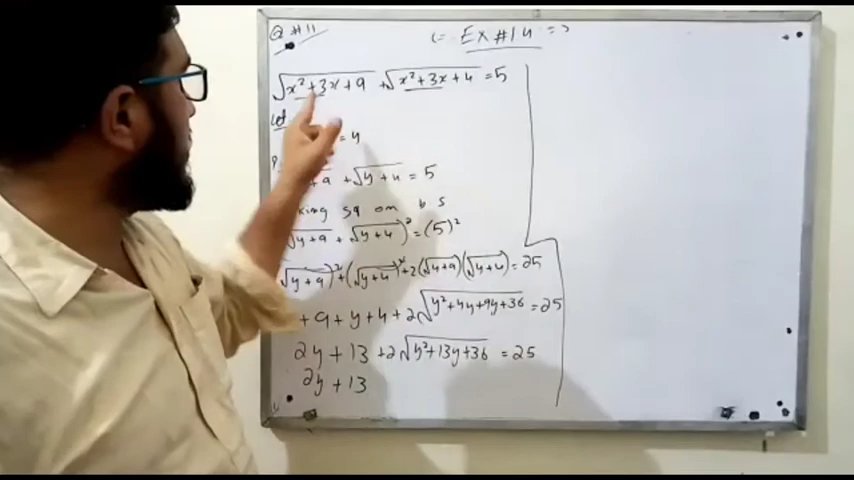 Q #11
Ex#14
√x²+3x+9 + √x²+3x+4 = 5
Let
= y
+9 + √y+4 = 5
king sq on b s
√y+9 + √y+4)² = (5)²
√y+9)² + (√y+4)² + 2(√y+9)(√y+4) = 25
+9+y+4+2√y²+4y+9y+36 = 25
2y+13 +2√y²+13y+36 = 25
2y+13